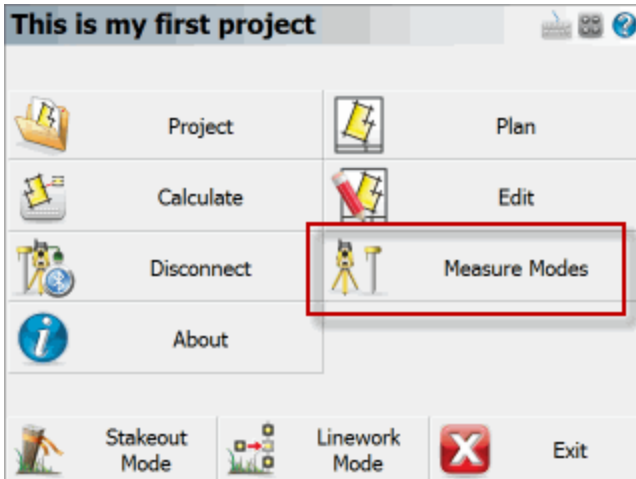 This is my first project
Project
Plan
Calculate
Edit
Disconnect
Measure Modes
About
Stakeout
Mode
Linework
Mode
Exit